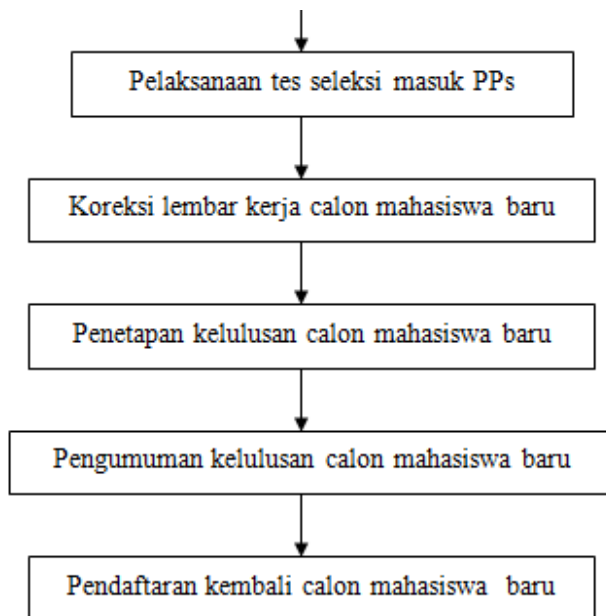 Pelaksanaan tes seleksi masuk PPs
Koreksi lembar kerja calon mahasiswa baru
Penetapan kelulusan calon mahasiswa baru
Pengumuman kelulusan calon mahasiswa baru
Pendaftaran kembali calon mahasiswa baru